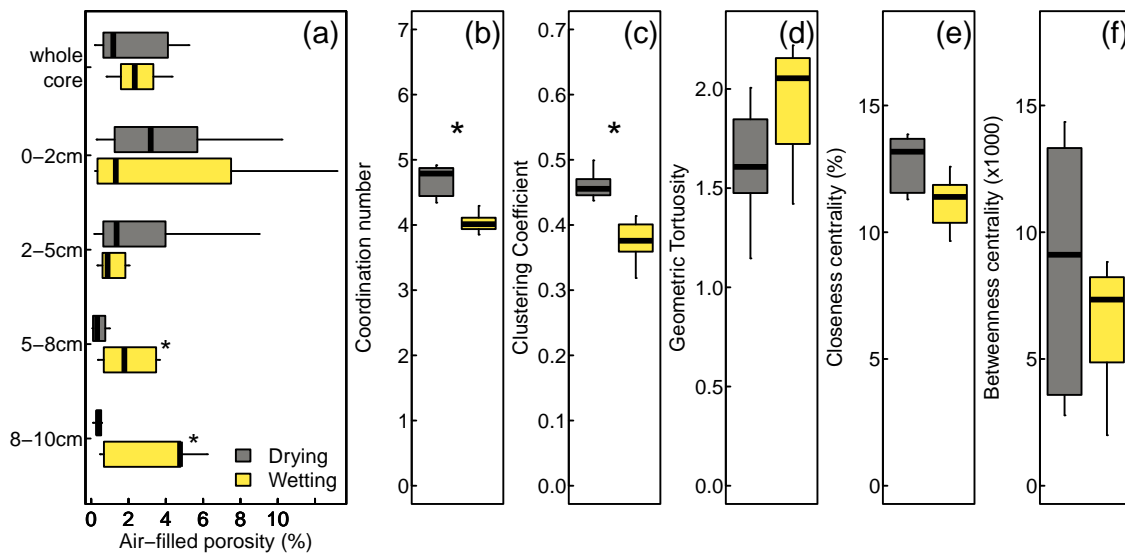 (a)
whole
core
0−2cm
2−5cm
5−8cm
*
8−10cm
*
Drying
Wetting
0 2 4 6 8 10
Air−filled porosity (%)
(b)
Coordination number
7
6
5
4
3
2
1
0
*
(c)
Clustering Coefficient
0.7
0.6
0.5
0.4
0.3
0.2
0.1
0.0
*
(d)
Geometric Tortuosity
2.0
1.5
1.0
0.5
0.0
(e)
Closeness centrality (%)
15
10
5
0
(f)
Betweenness centrality (x1000)
15
10
5
0